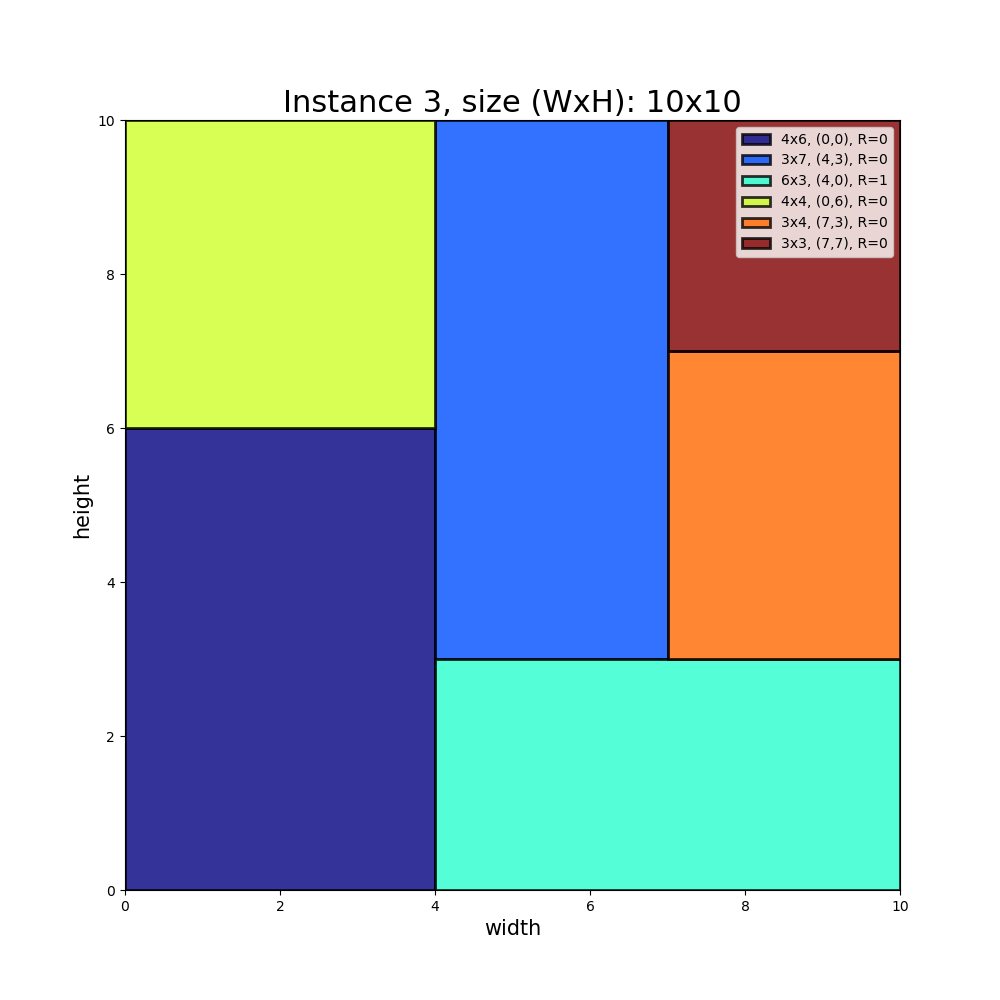 Instance 3, size (WxH): 10x10
4x6, (0,0), R=0
3x7, (4,3), R=0
6x3, (4,0), R=1
4x4, (0,6), R=0
3x4, (7,3), R=0
3x3, (7,7), R=0
10
8
6
4
2
0
height
0 2 4 6 8 10
width